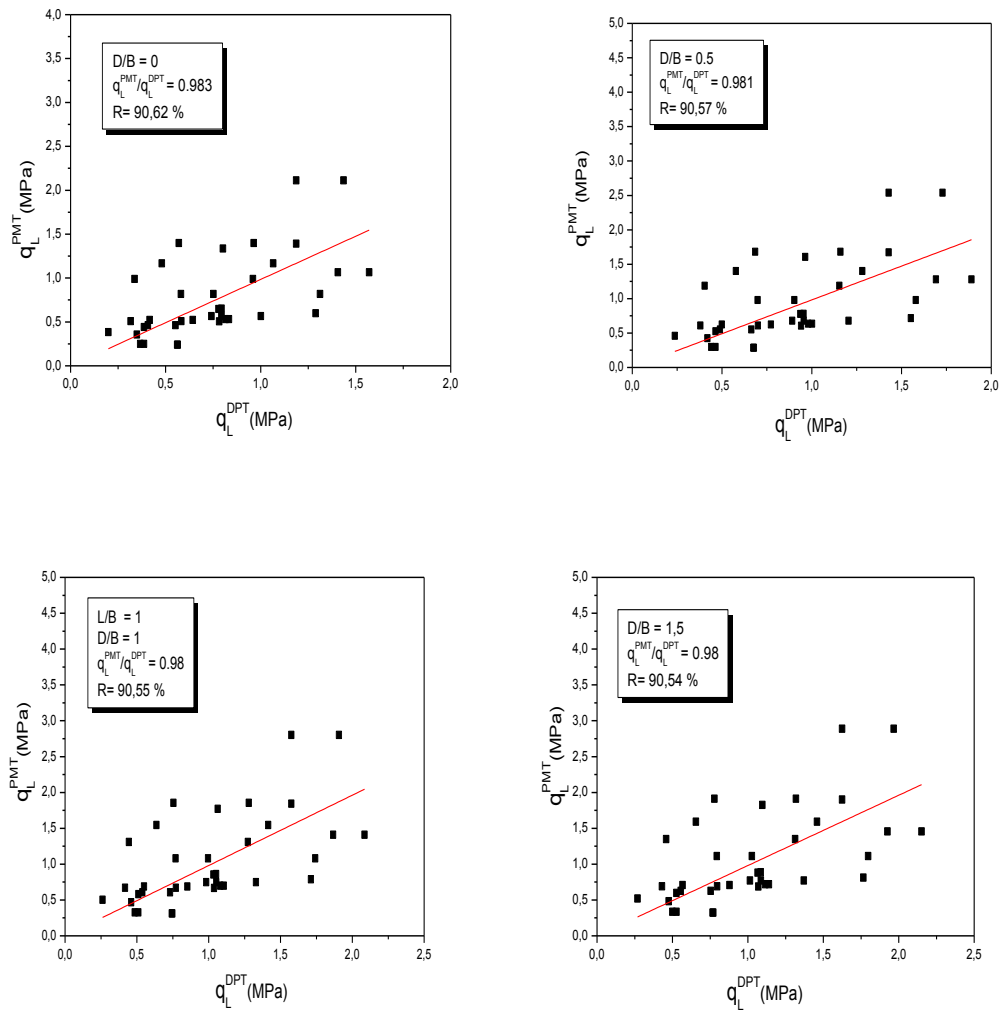 D/B = 0
q_L^PMT/q_L^DPT = 0.983
R= 90,62 %
4,0
3,5
3,0
2,5
2,0
1,5
1,0
0,5
0,0
q_L^PMT(MPa)
0,0 0,5 1,0 1,5 2,0
q_L^DPT(MPa)
D/B = 0.5
q_L^PMT/q_L^DPT = 0.981
R= 90,57 %
5,0
4,5
4,0
3,5
3,0
2,5
2,0
1,5
1,0
0,5
0,0
q_L^PMT(MPa)
0,0 0,5 1,0 1,5 2,0
q_L^DPT(MPa)
L/B = 1
D/B = 1
q_L^PMT/q_L^DPT = 0.98
R= 90,55 %
5,0
4,5
4,0
3,5
3,0
2,5
2,0
1,5
1,0
0,5
0,0
q_L^PMT(MPa)
0,0 0,5 1,0 1,5 2,0 2,5
q_L^DPT(MPa)
D/B = 1,5
q_L^PMT/q_L^DPT = 0.98
R= 90,54 %
5,0
4,5
4,0
3,5
3,0
2,5
2,0
1,5
1,0
0,5
0,0
q_L^PMT(MPa)
0,0 0,5 1,0 1,5 2,0 2,5
q_L^DPT(MPa)